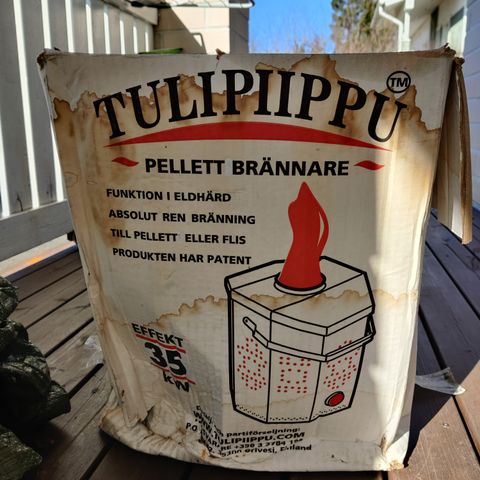 TULIPIIPPU™
PELLETT BRÄNNARE
FUNKTION I ELDHÄRD
ABSOLUT REN BRÄNNING
TILL PELLETT ELLER FLIS
PRODUKTEN HAR PATENT
EFFEKT
35
kW
partiförseljning:
TULIPIIPPU.COM
Orivesi,